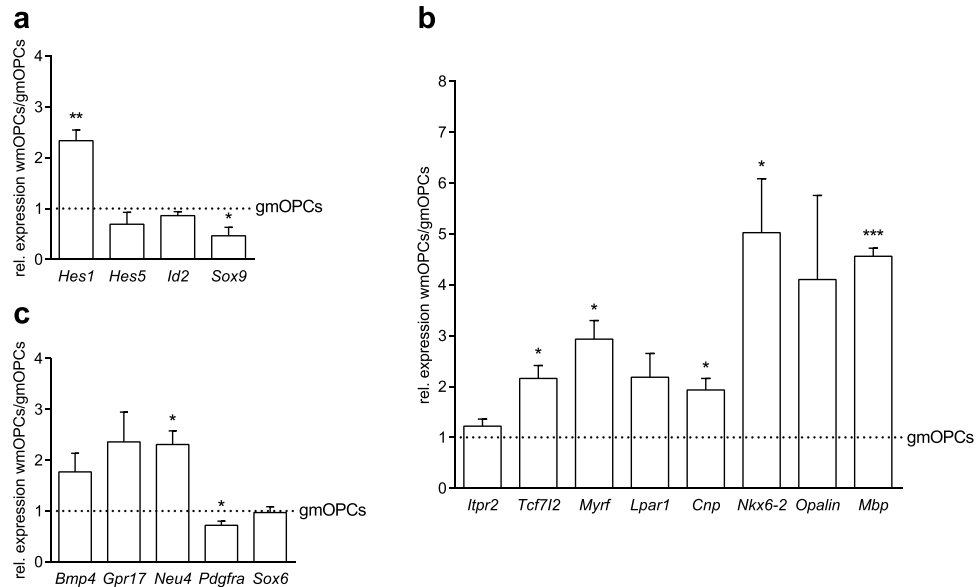 a
rel. expression wmOPCs/gmOPCs
4
3
2
1
0
**
*
gmOPCs
Hes1 Hes5 Id2 Sox9
b
rel. expression wmOPCs/gmOPCs
8
7
6
5
4
3
2
1
0
* * * * ***
gmOPCs
Itpr2 Tcf7l2 Myrf Lpar1 Cnp Nkx6-2 Opalin Mbp
c
rel. expression wmOPCs/gmOPCs
4
3
2
1
0
* *
gmOPCs
Bmp4 Gpr17 Neu4 Pdgfra Sox6